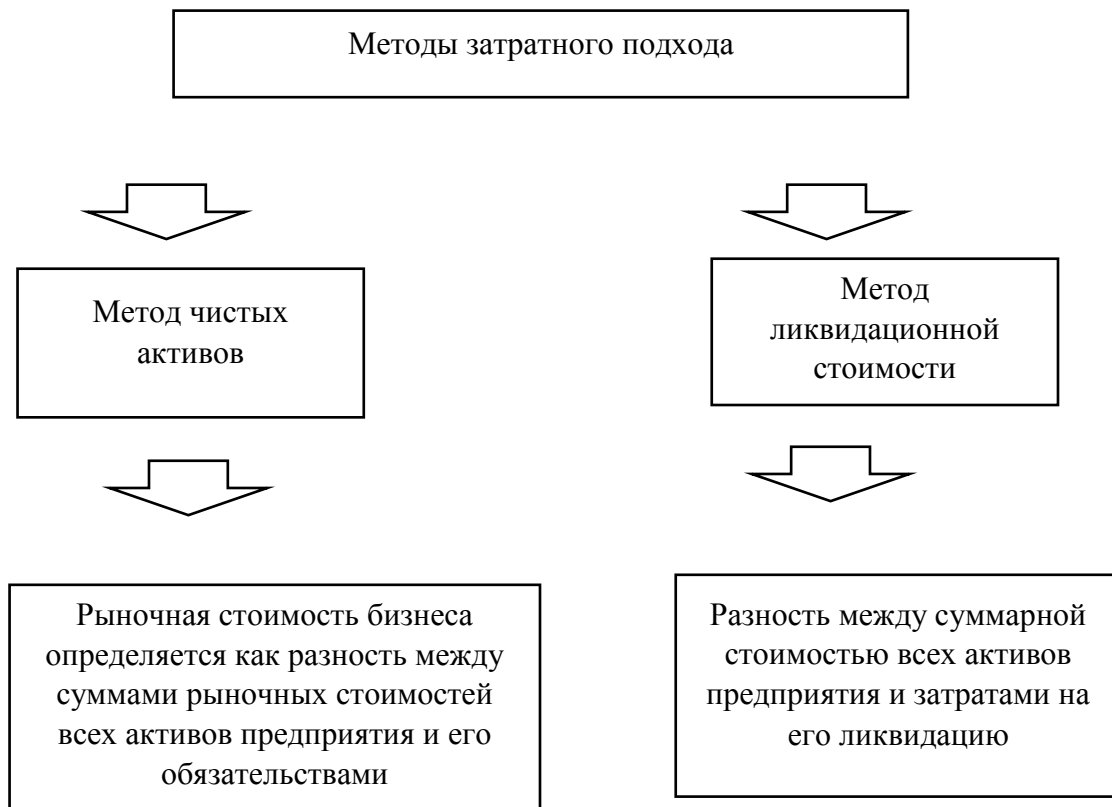 Методы затратного подхода
Метод чистых
активов
Метод
ликвидационной
стоимости
Рыночная стоимость бизнеса
определяется как разность между
суммами рыночных стоимостей
всех активов предприятия и его
обязательствами
Разность между суммарной
стоимостью всех активов
предприятия и затратами на
его ликвидацию